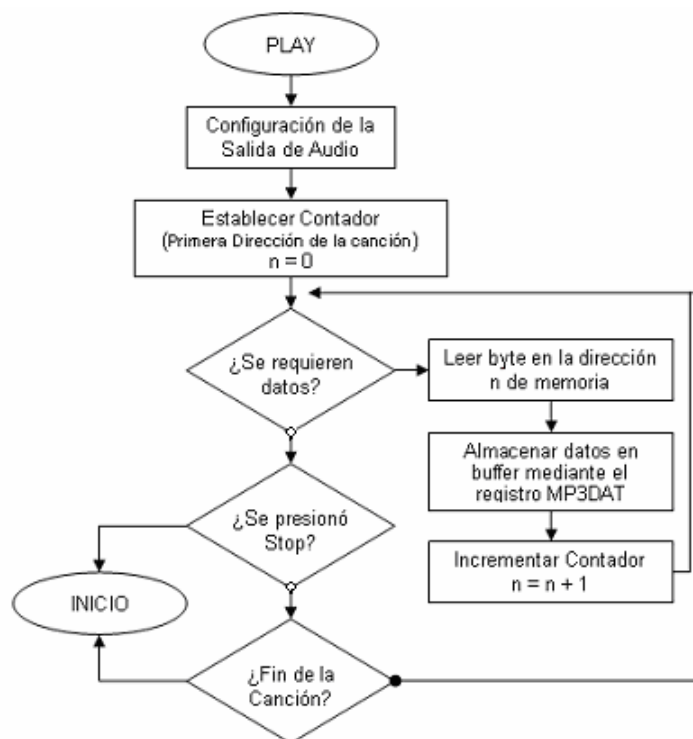 PLAY
Configuración de la
Salida de Audio
Establecer Contador
(Primera Dirección de la canción)
n = 0
¿Se requieren
datos?
Leer byte en la dirección
n de memoria
Almacenar datos en
buffer mediante el
registro MP3DAT
Incrementar Contador
n = n + 1
¿Se presionó
Stop?
INICIO
¿Fin de la
Canción?